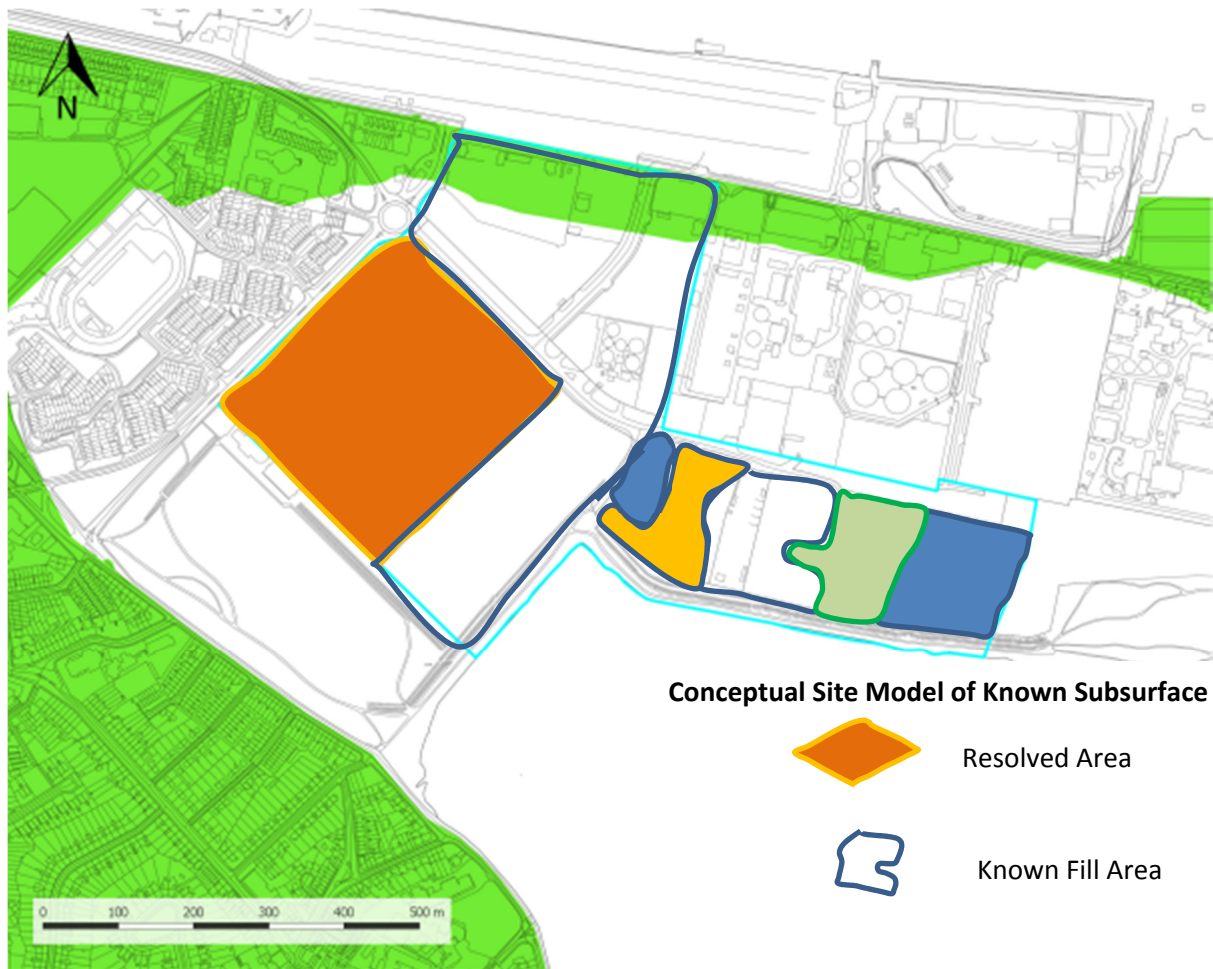 N
Conceptual Site Model of Known Subsurface
Resolved Area
Known Fill Area
0 100 200 300 400 500 m